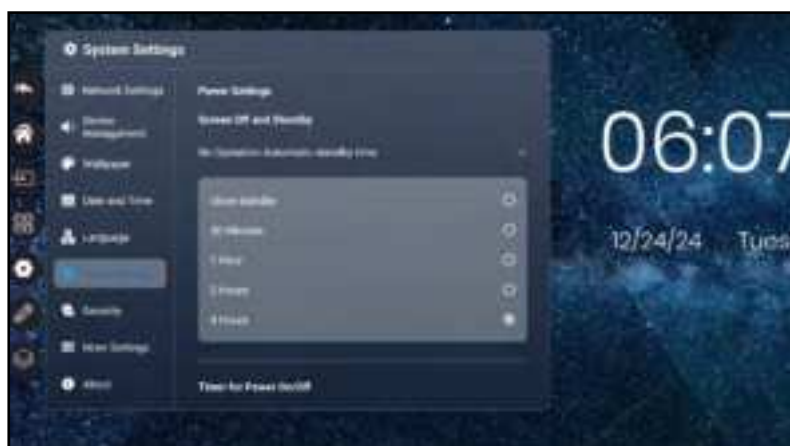 System Settings
Network Settings
Device
Management
Wallpaper
Date and Time
Language
Security
More Settings
About
Power Settings
Screen Off and Standby
No Operation Automatic standby time
30 Minutes
1 Hour
2 Hours
4 Hours
Timer for Power On/Off
06:07
12/24/24 Tues